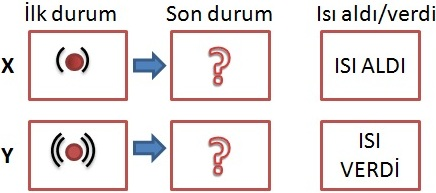 İlk durum Son durum Isı aldı/verdi
X ? ISI ALDI
Y ? ISI
VERDİ